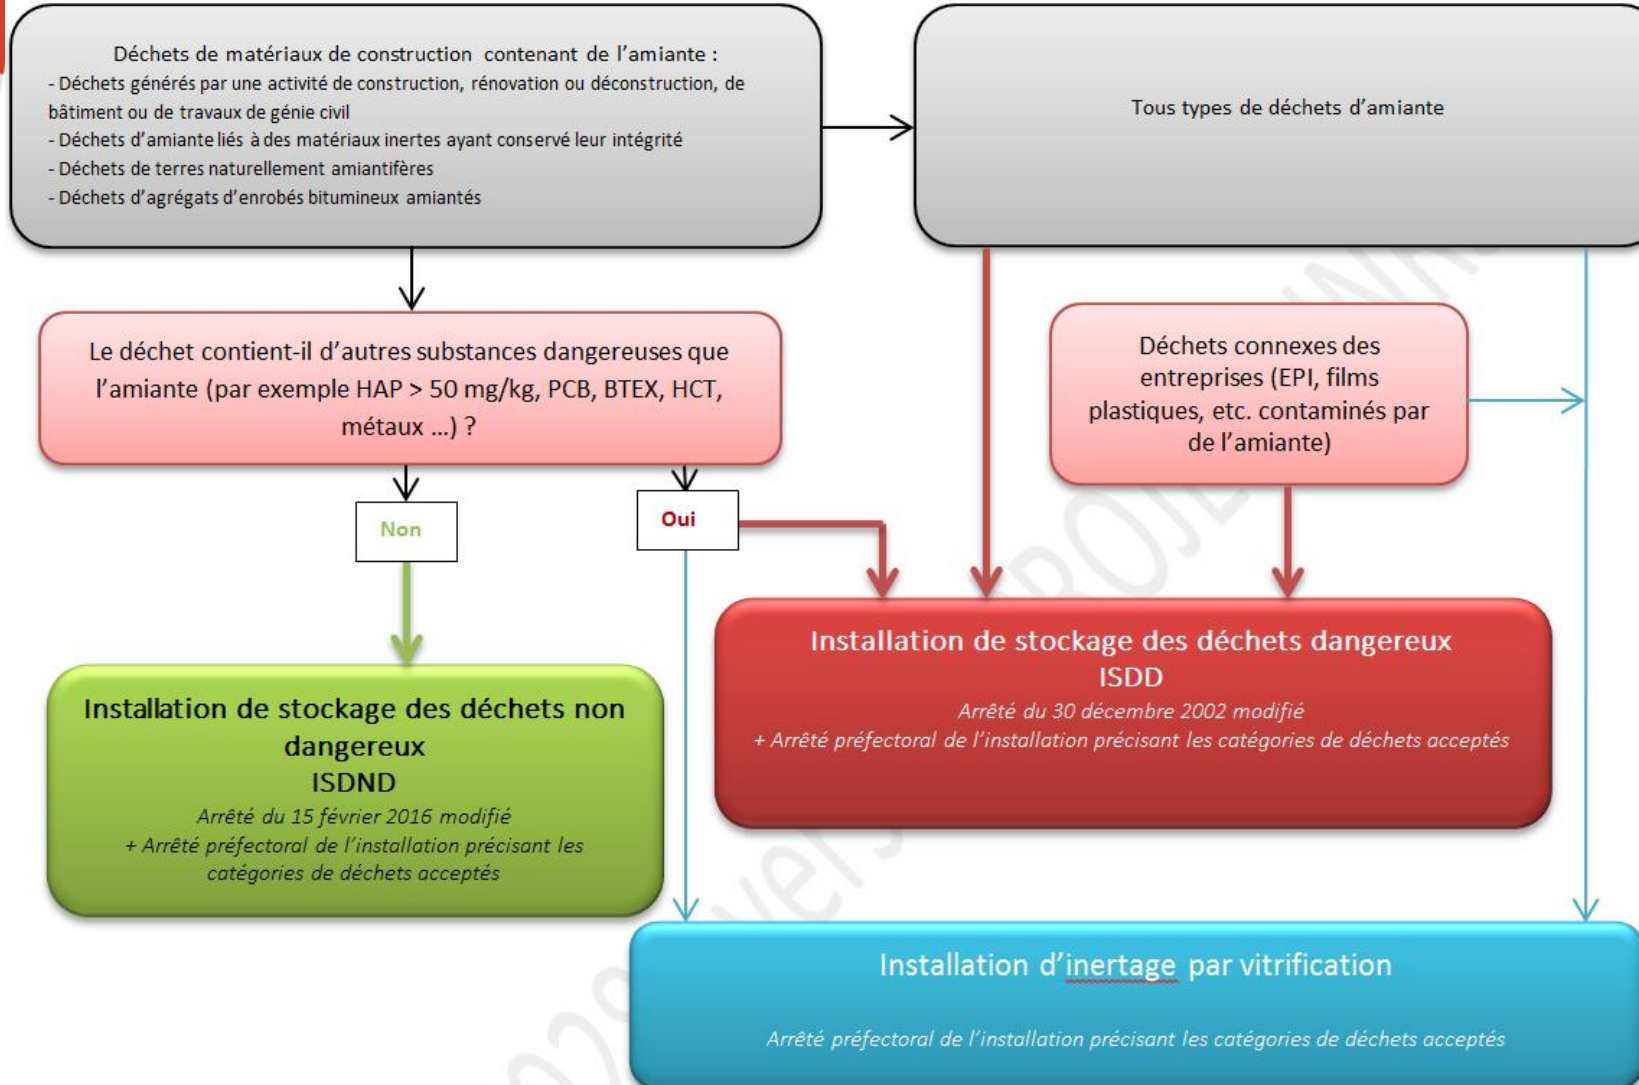 Déchets de matériaux de construction contenant de l'amiante :
- Déchets générés par une activité de construction, rénovation ou déconstruction, de
bâtiment ou de travaux de génie civil
- Déchets d'amiante liés à des matériaux inertes ayant conservé leur intégrité
- Déchets de terres naturellement amiantifères
- Déchets d'agrégats d'enrobés bitumineux amiantés
Tous types de déchets d'amiante
Le déchet contient-il d'autres substances dangereuses que
l'amiante (par exemple HAP > 50 mg/kg, PCB, BTEX, HCT,
métaux ...) ?
Déchets connexes des
entreprises (EPI, films
plastiques, etc. contaminés par
de l'amiante)
Non
Oui
Installation de stockage des déchets dangereux
ISDD
Arrêté du 30 décembre 2002 modifié
+ Arrêté préfectoral de l'installation précisant les catégories de déchets acceptés
Installation de stockage des déchets non
dangereux
ISDND
Arrêté du 15 février 2016 modifié
+ Arrêté préfectoral de l'installation précisant les
catégories de déchets acceptés
Installation d'inertage par vitrification
Arrêté préfectoral de l'installation précisant les catégories de déchets acceptés